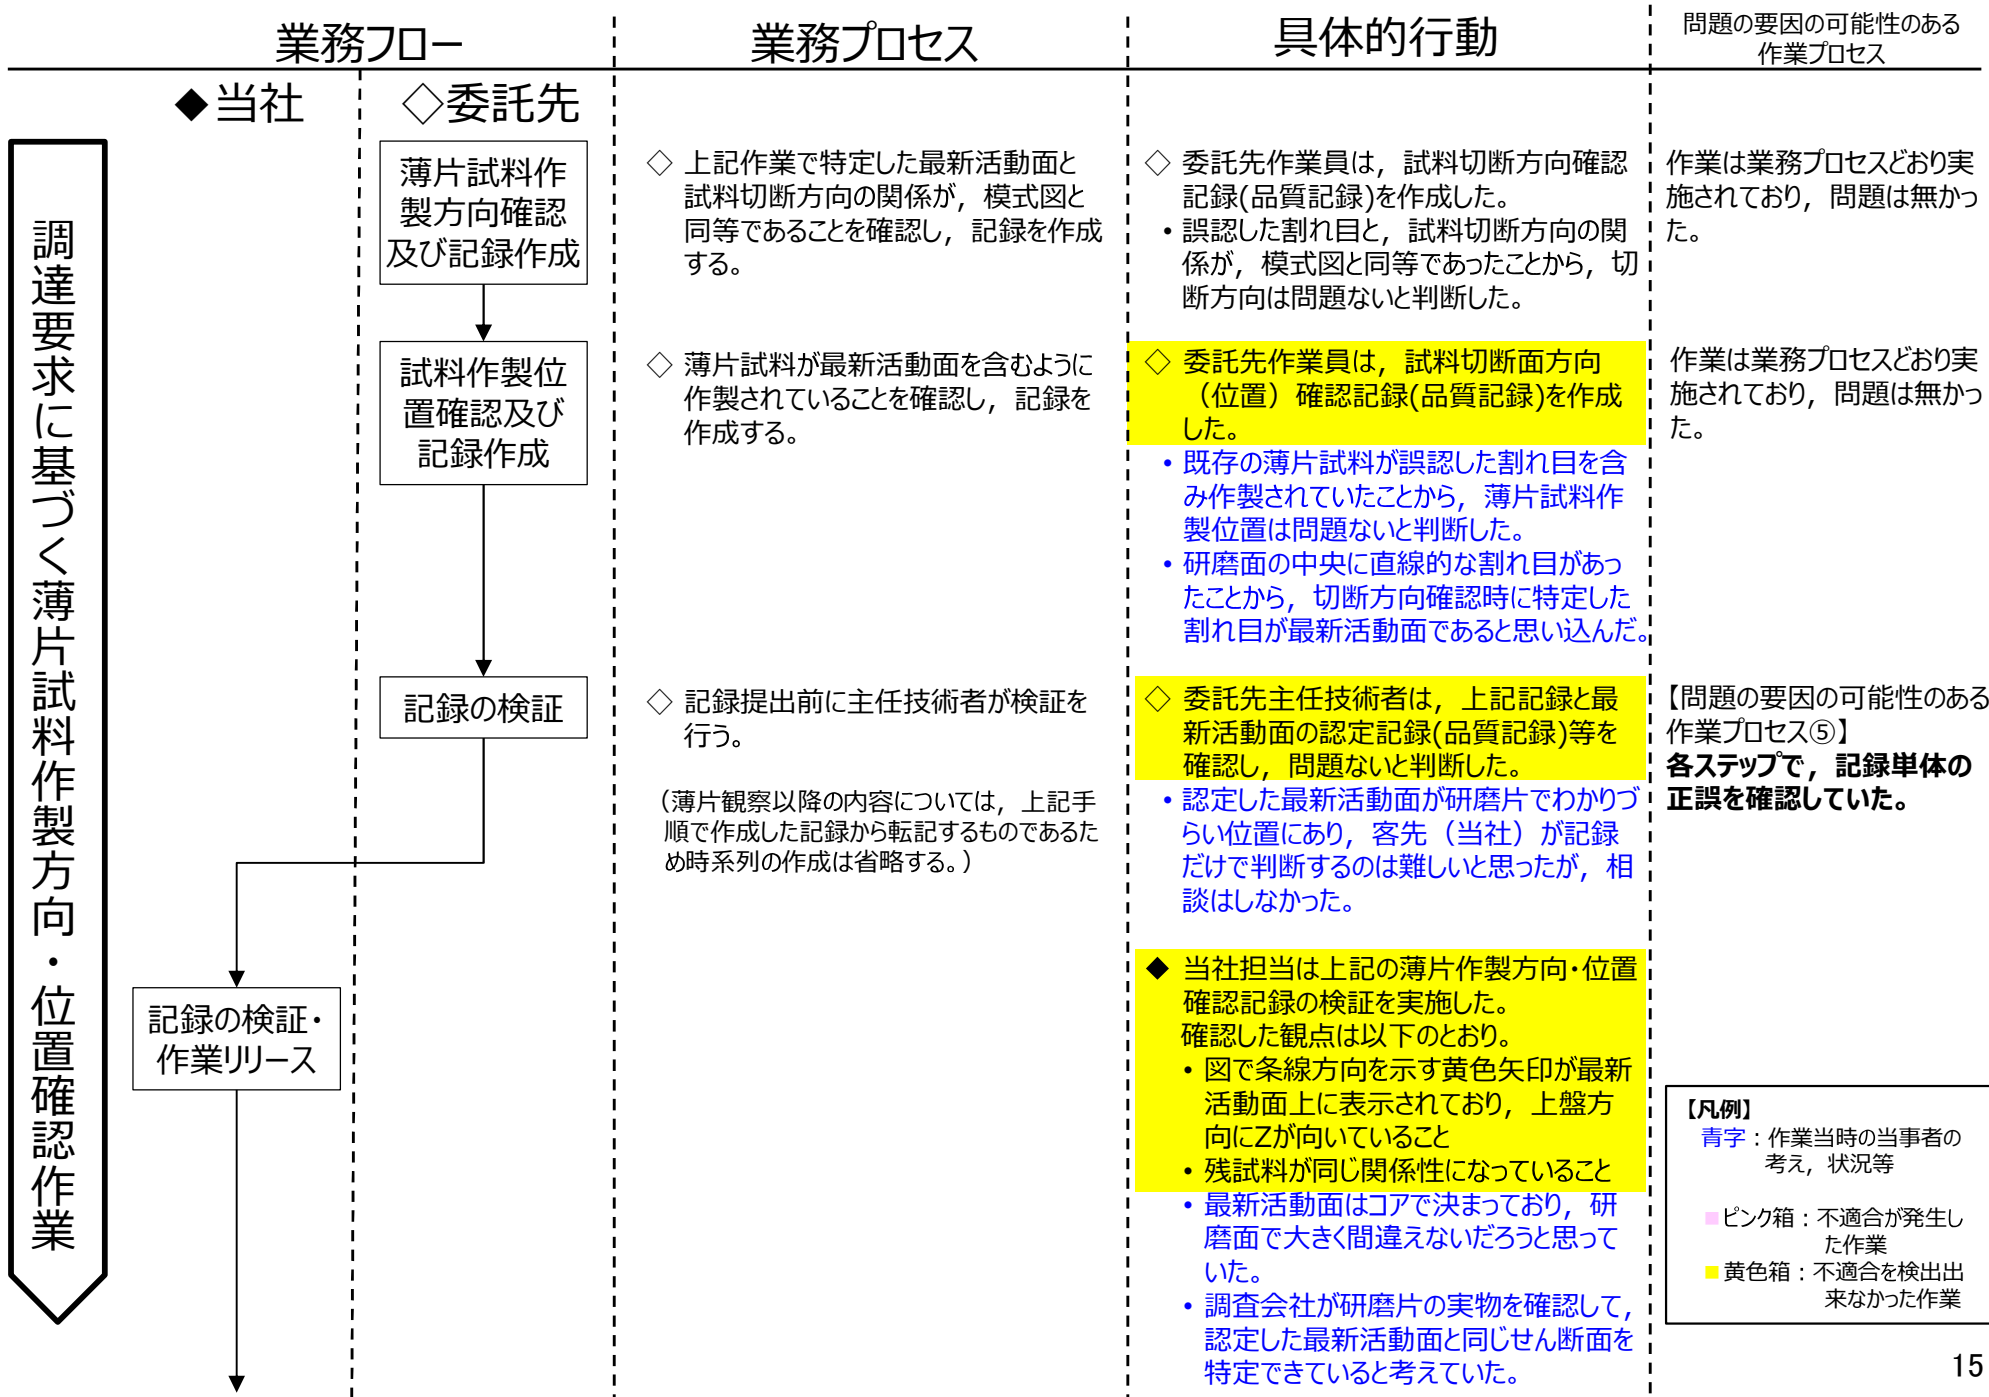 業務フロー
業務プロセス
具体的行動
問題の要因の可能性のある
作業プロセス
◆当社
◇委託先
調達要求に基づく薄片試料作製方向・位置確認作業
薄片試料作
製方向確認
及び記録作成
◇ 上記作業で特定した最新活動面と
試料切断方向の関係が，模式図と
同等であることを確認し，記録を作成
する。
◇ 委託先作業員は，試料切断方向確認
記録(品質記録)を作成した。
・誤認した割れ目と，試料切断方向の関
係が，模式図と同等であったことから，切
断方向は問題ないと判断した。
作業は業務プロセスどおり実
施されており，問題は無かっ
た。
試料作製位
置確認及び
記録作成
◇ 薄片試料が最新活動面を含むように
作製されていることを確認し，記録を
作成する。
◇ 委託先作業員は，試料切断面方向
（位置）確認記録(品質記録)を作成
した。
・既存の薄片試料が誤認した割れ目を含
み作製されていたことから，薄片試料作
製位置は問題ないと判断した。
・研磨面の中央に直線的な割れ目があっ
たことから，切断方向確認時に特定した
割れ目が最新活動面であると思い込んだ。
作業は業務プロセスどおり実
施されており，問題は無かっ
た。
記録の検証
◇ 記録提出前に主任技術者が検証を
行う。
（薄片観察以降の内容については，上記手
順で作成した記録から転記するものであるた
め時系列の作成は省略する。）
◇ 委託先主任技術者は，上記記録と最
新活動面の認定記録(品質記録)等を
確認し，問題ないと判断した。
・認定した最新活動面が研磨片でわかりづ
らい位置にあり，客先（当社）が記録
だけで判断するのは難しいと思ったが，相
談はしなかった。
【問題の要因の可能性のある
作業プロセス⑤】
各ステップで，記録単体の
正誤を確認していた。
記録の検証・
作業リリース
◆ 当社担当は上記の薄片作製方向・位置
確認記録の検証を実施した。
確認した観点は以下のとおり。
・図で条線方向を示す黄色矢印が最新
活動面上に表示されており，上盤方
向にZが向いていること
・残試料が同じ関係性になっていること
・最新活動面はコアで決まっており，研
磨面で大きく間違えないだろうと思って
いた。
・調査会社が研磨片の実物を確認して，
認定した最新活動面と同じせん断面を
特定できていると考えていた。
【凡例】
青字：作業当時の当事者の
考え，状況等
■ピンク箱：不適合が発生し
た作業
■黄色箱：不適合を検出出
来なかった作業
15